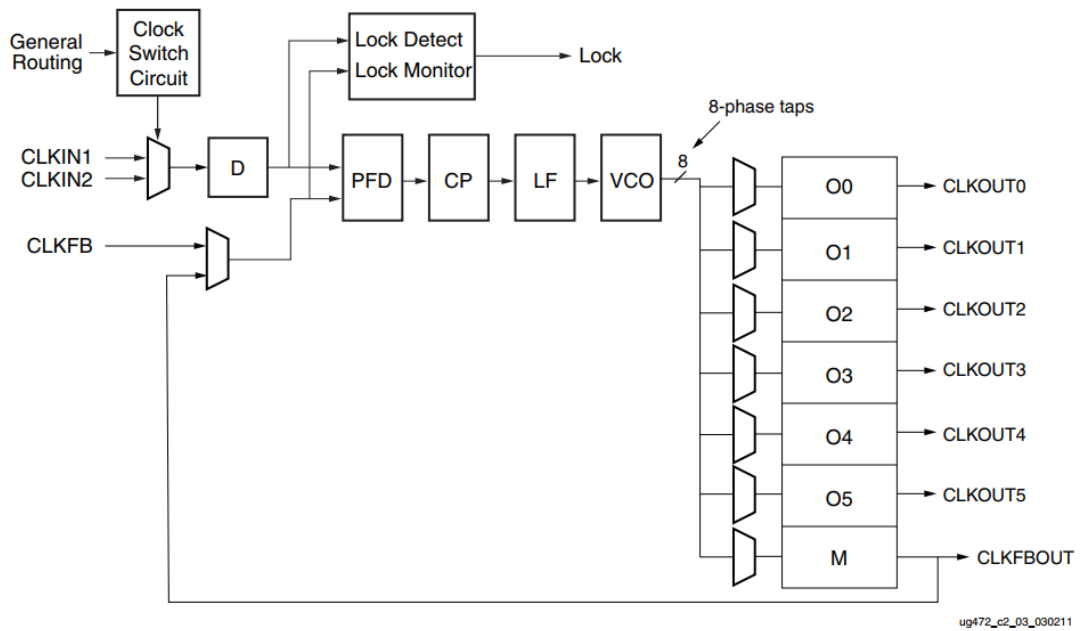 General
Routing
Clock
Switch
Circuit
Lock Detect
Lock Monitor
Lock
8-phase taps
CLKIN1
CLKIN2
D
PFD
CP
LF
VCO
8
CLKFB
O0
CLKOUT0
O1
CLKOUT1
O2
CLKOUT2
O3
CLKOUT3
O4
CLKOUT4
O5
CLKOUT5
M
CLKFBOUT
ug472_c2_03_030211